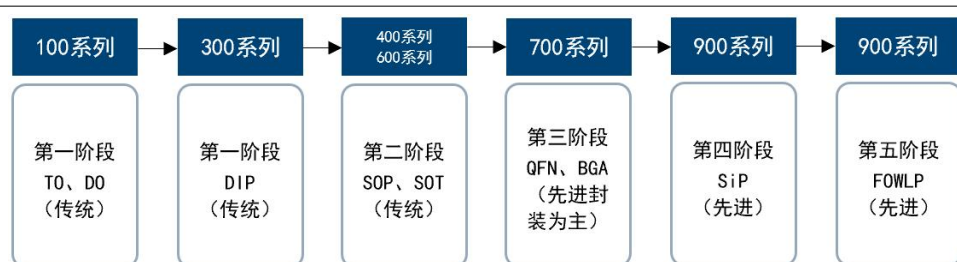 100系列
300系列
400系列
600系列
700系列
900系列
900系列
第一阶段
TO、DO
（传统）
第一阶段
DIP
（传统）
第二阶段
SOP、SOT
（传统）
第三阶段
QFN、BGA
（先进封
装为主）
第四阶段
SiP
（先进）
第五阶段
FOWLP
（先进）